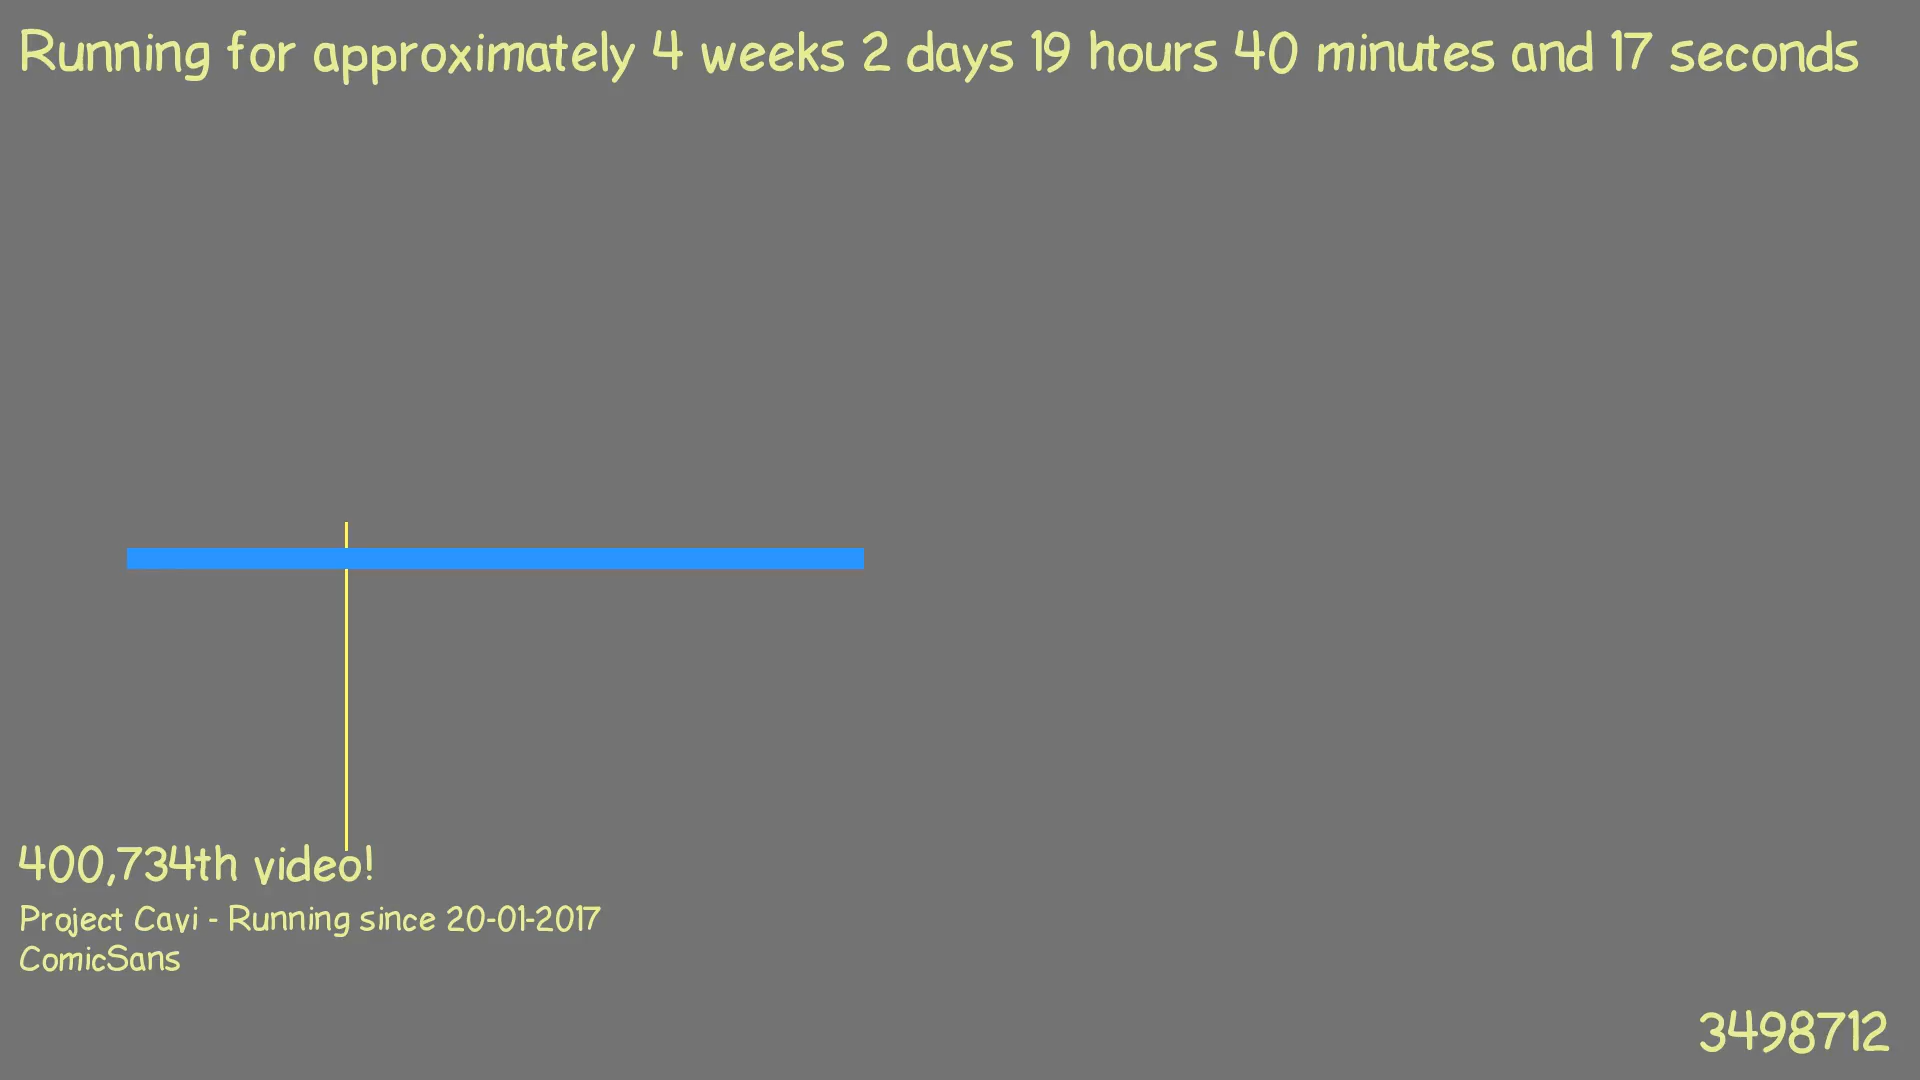 Running for approximately 4 weeks 2 days 19 hours 40 minutes and 17 seconds
400,734th video!
Project Cavi - Running since 20-01-2017
ComicSans
3498712